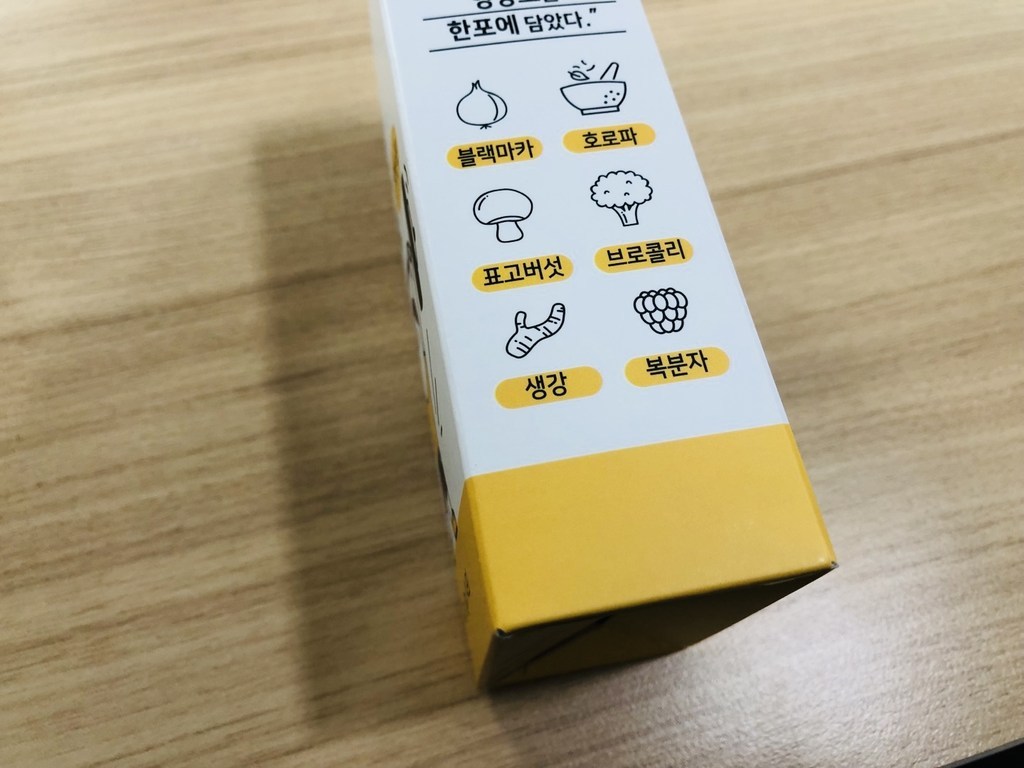 한포에 담았다."
블랙마카 호로파
표고버섯 브로콜리
생강 복분자